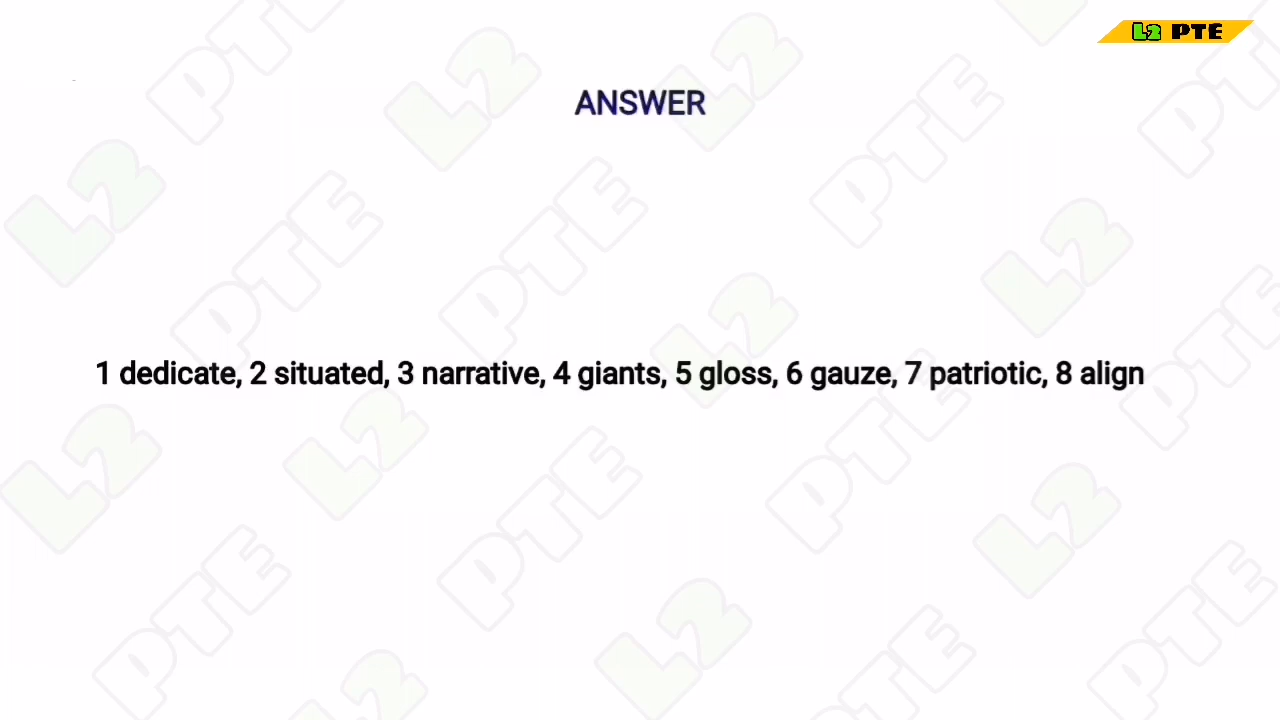 L2 PTE
ANSWER
1 dedicate, 2 situated, 3 narrative, 4 giants, 5 gloss, 6 gauze, 7 patriotic, 8 align